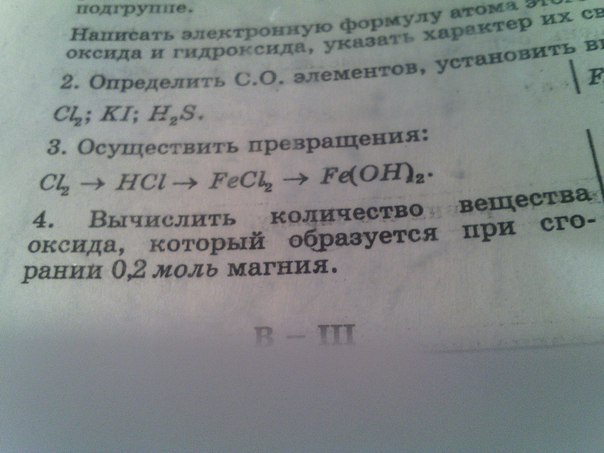 подгруппе.
Написать электронную формулу атома
оксида и гидроксида, указать характер их
2. Определить С.О. элементов, установить
Cl₂; KI; H₂S.
3. Осуществить превращения:
Cl₂ → HCl → FeCl₂ → Fe(OH)₂.
4. Вычислить количество вещества
оксида, который образуется при сго-
рании 0,2 моль магния.
В – III